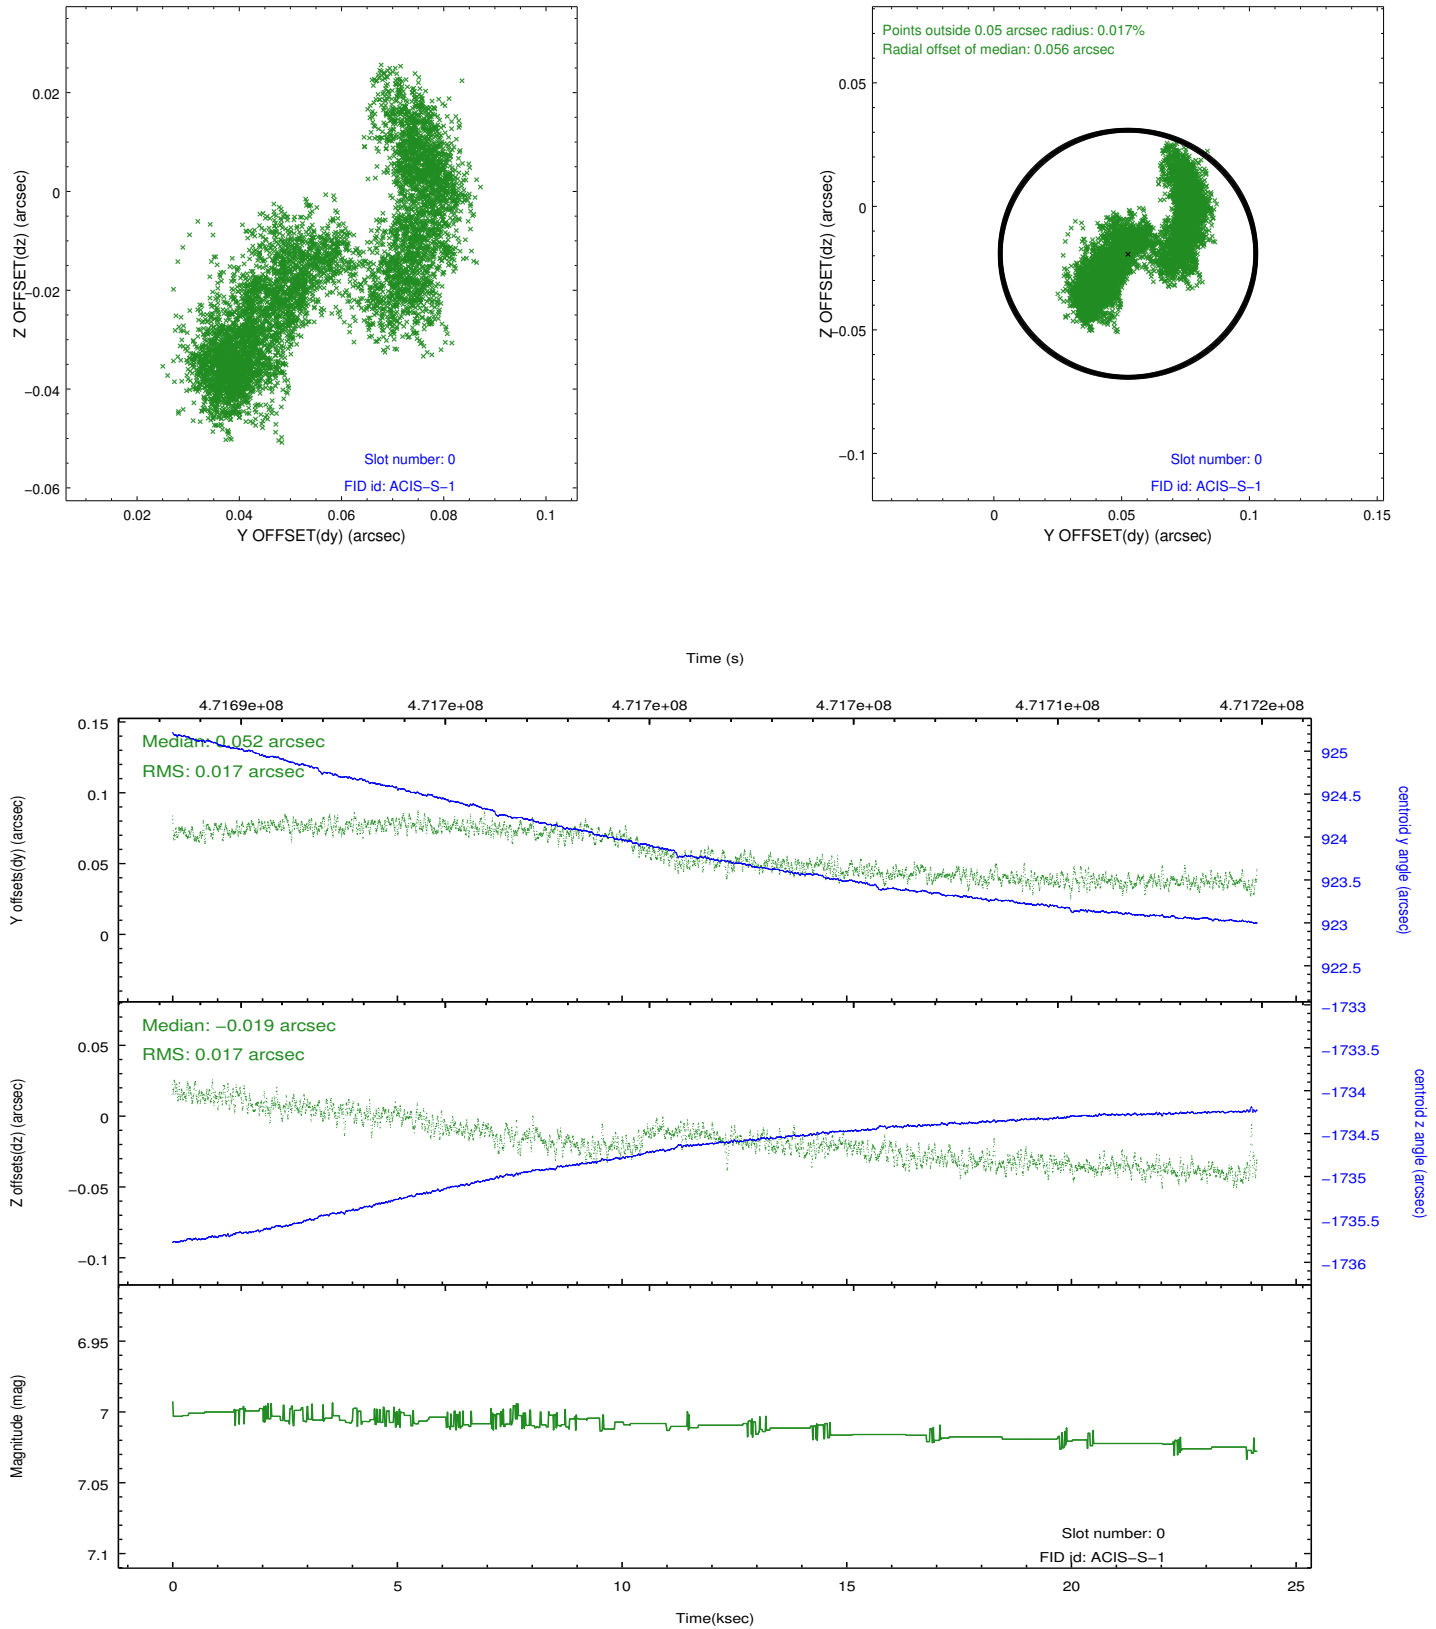 0.02
0
−0.02
−0.04
−0.06
Z OFFSET(dz) (arcsec)
Slot number: 0
FID id: ACIS−S−1
0.02
0.04
0.06
0.08
0.1
Y OFFSET(dy) (arcsec)
Points outside 0.05 arcsec radius: 0.017%
Radial offset of median: 0.056 arcsec
0.05
0
−0.05
−0.1
Z OFFSET(dz) (arcsec)
Slot number: 0
FID id: ACIS−S−1
0
0.05
0.1
0.15
Y OFFSET(dy) (arcsec)
Time (s)
4.7169e+08
4.717e+08
4.717e+08
4.717e+08
4.7171e+08
4.7172e+08
Median: 0.052 arcsec
RMS: 0.017 arcsec
0.15
0.1
0.05
0
Y offsets(dy) (arcsec)
925
924.5
924
923.5
923
922.5
centroid y angle (arcsec)
Median: −0.019 arcsec
RMS: 0.017 arcsec
0.05
0
−0.05
−0.1
Z offsets(dz) (arcsec)
−1733
−1733.5
−1734
−1734.5
−1735
−1735.5
−1736
centroid z angle (arcsec)
6.95
7
7.05
7.1
Magnitude (mag)
Slot number: 0
FID id: ACIS−S−1
0
5
10
15
20
25
Time(ksec)